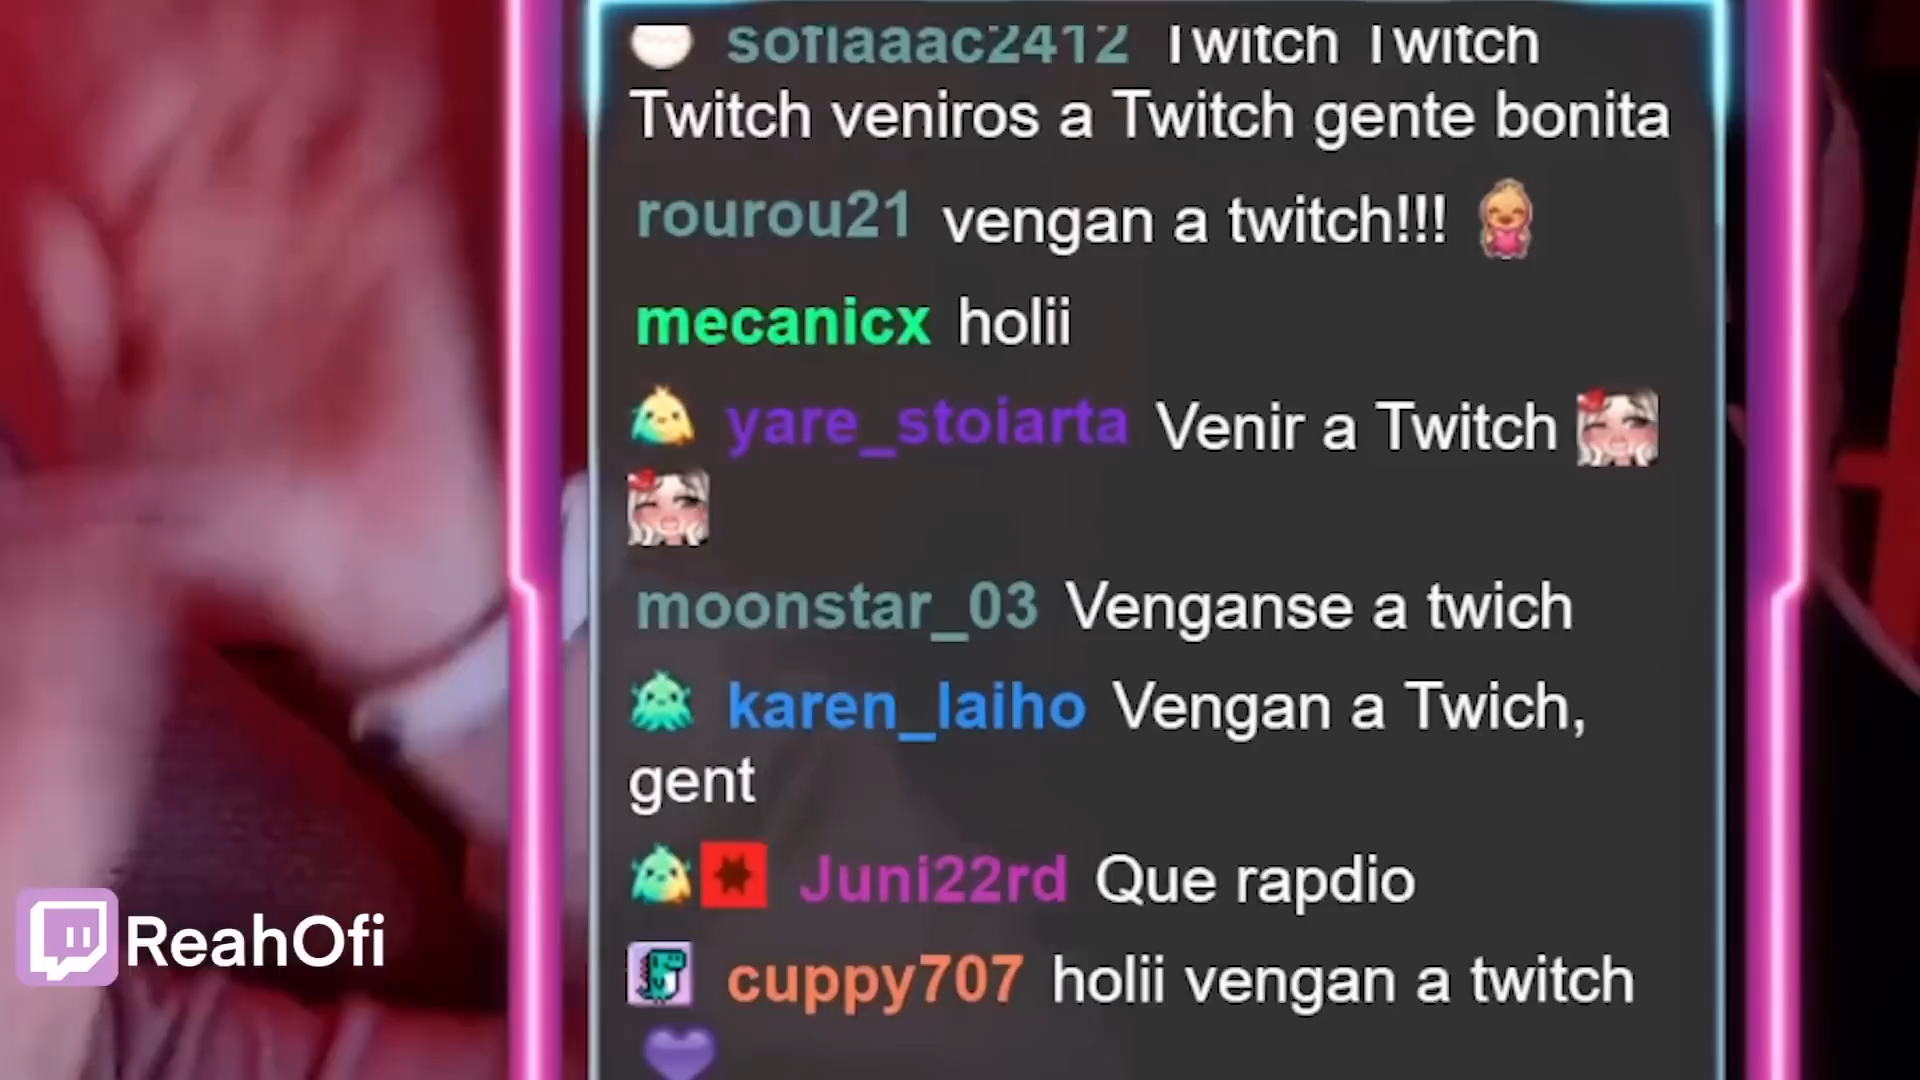 sofiaaac2412 Twitch Twitch
Twitch veniros a Twitch gente bonita
rourou21 vengan a twitch!!!
mecanicx holii
yare_stoiarta Venir a Twitch
moonstar_03 Venganse a twich
karen_laiho Vengan a Twich,
gent
Juni22rd Que rapdio
ReahOfi
cuppy707 holii vengan a twitch